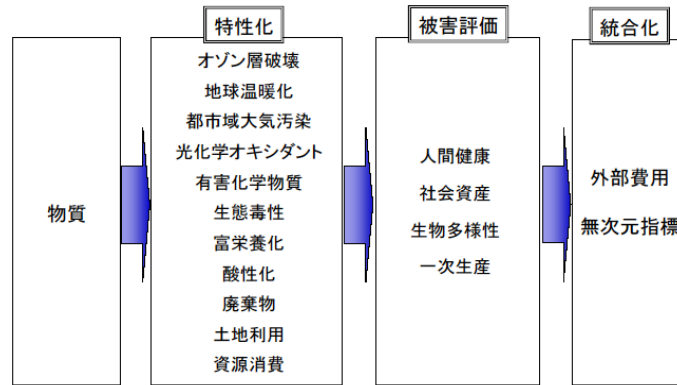 物質
特性化
オゾン層破壊
地球温暖化
都市域大気汚染
光化学オキシダント
有害化学物質
生態毒性
富栄養化
酸性化
廃棄物
土地利用
資源消費
被害評価
人間健康
社会資産
生物多様性
一次生産
統合化
外部費用
無次元指標